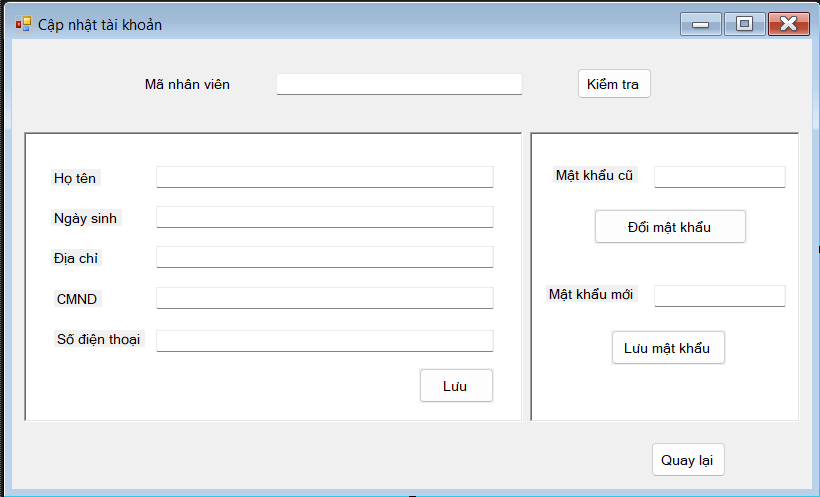 Cập nhật tài khoản
Mã nhân viên
Kiểm tra
Họ tên
Ngày sinh
Địa chỉ
CMND
Số điện thoại
Lưu
Mật khẩu cũ
Đổi mật khẩu
Mật khẩu mới
Lưu mật khẩu
Quay lại